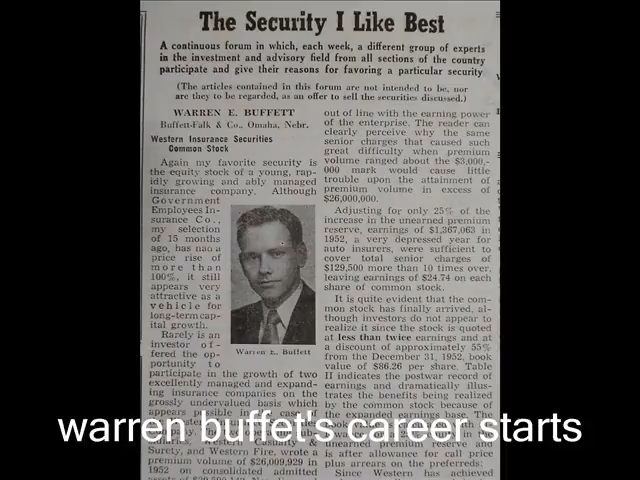 The Security I Like Best
A continuous forum in which, each week, a different group of experts
in the investment and advisory field from all sections of the country
participate and give their reasons for favoring a particular security
(The articles contained in this forum are not intended to be, nor
are they to be regarded, as an offer to sell the securities discussed.)
WARREN E. BUFFETT
Buffett-Falk & Co., Omaha, Nebr.
Western Insurance Securities
Common Stock
Again my favorite security is
the equity stock of a young, rap-
idly growing and ably managed
insurance company. Although
Government
Employees In-
surance Co.,
my selection
of 15 months
ago, has had a
price rise of
more than
100%, it still
appears very
attractive as a
vehicle for
long-term cap-
ital growth.
Rarely is an
investor of-
fered the op-
portunity to
participate in the growth of two
excellently managed and expand-
ing insurance companies on the
grossly undervalued basis which
appears possible in the case
Surety, and Western Fire, wrote a
premium volume of $26,009,929 in
1952 on consolidated admitted
Warren E. Buffett
out of line with the earning power
of the enterprise. The reader can
clearly perceive why the same
senior charges that caused such
great difficulty when premium
volume ranged about the $3,000,-
000 mark would cause little
trouble upon the attainment of
premium volume in excess of
$26,000,000.
Adjusting for only 25% of the
increase in the unearned premium
reserve, earnings of $1,367,063 in
1952, a very depressed year for
auto insurers, were sufficient to
cover total senior charges of
$129,500 more than 10 times over,
leaving earnings of $24.74 on each
share of common stock.
It is quite evident that the com-
mon stock has finally arrived, al-
though investors do not appear to
realize it since the stock is quoted
at less than twice earnings and at
a discount of approximately 55%
from the December 31, 1952, book
value of $86.26 per share. Table
II indicates the postwar record of
earnings and dramatically illus-
trates the benefits being realized
by the common stock because of
the expanded earnings base. The
unearned premium reserve and
is after allowance for call price
plus arrears on the preferreds:
Since Western has achieved
warren buffet's career starts